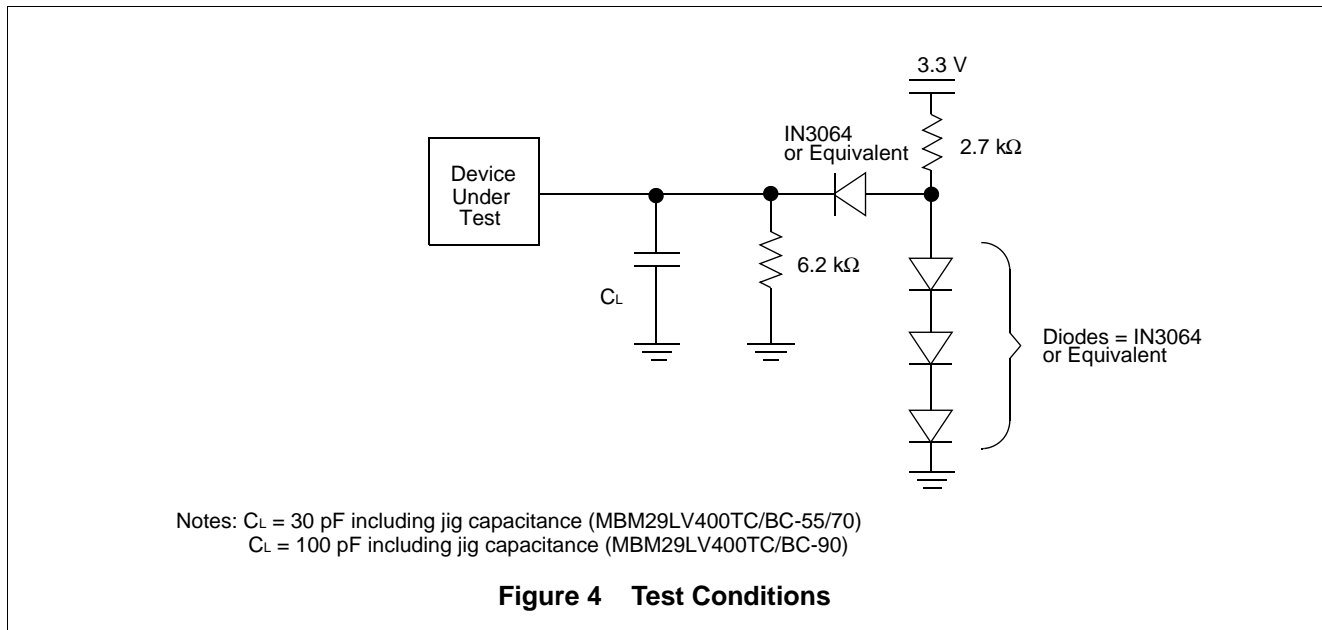 3.3 V
IN3064
or Equivalent
2.7 kΩ
Device
Under
Test
6.2 kΩ
CL
Diodes = IN3064
or Equivalent
Notes: CL = 30 pF including jig capacitance (MBM29LV400TC/BC-55/70)
CL = 100 pF including jig capacitance (MBM29LV400TC/BC-90)
Figure 4 Test Conditions